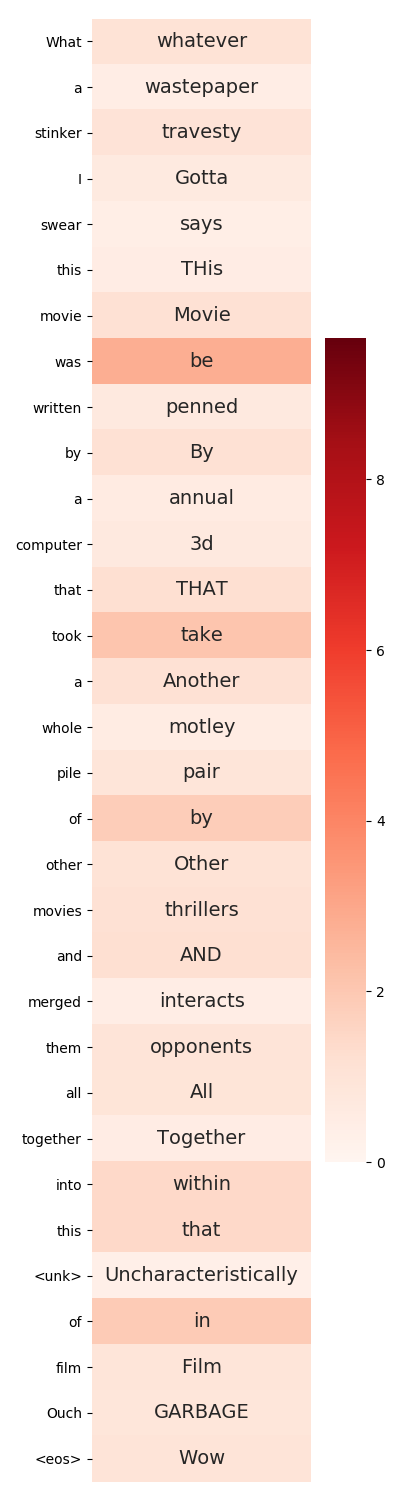 What whatever
a wastepaper
stinker travesty
I Gotta
swear says
this THis
movie Movie
was be
written penned
by By
a annual
computer 3d
that THAT
took take
a Another
whole motley
pile pair
of by
other Other
movies thrillers
and AND
merged interacts
them opponents
all All
together Together
into within
this that
<unk> Uncharacteristically
of in
film Film
Ouch GARBAGE
<eos> Wow
8
6
4
2
0